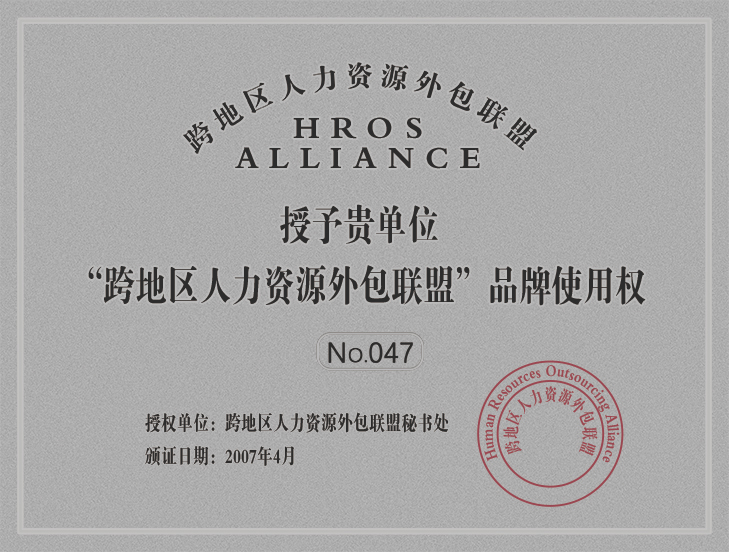 跨地区人力资源外包联盟
HROS
ALLIANCE
授予贵单位
“跨地区人力资源外包联盟”品牌使用权
No.047
授权单位：跨地区人力资源外包联盟秘书处
颁证日期：2007年4月
Human Resources Outsourcing Alliance
跨地区人力资源外包联盟